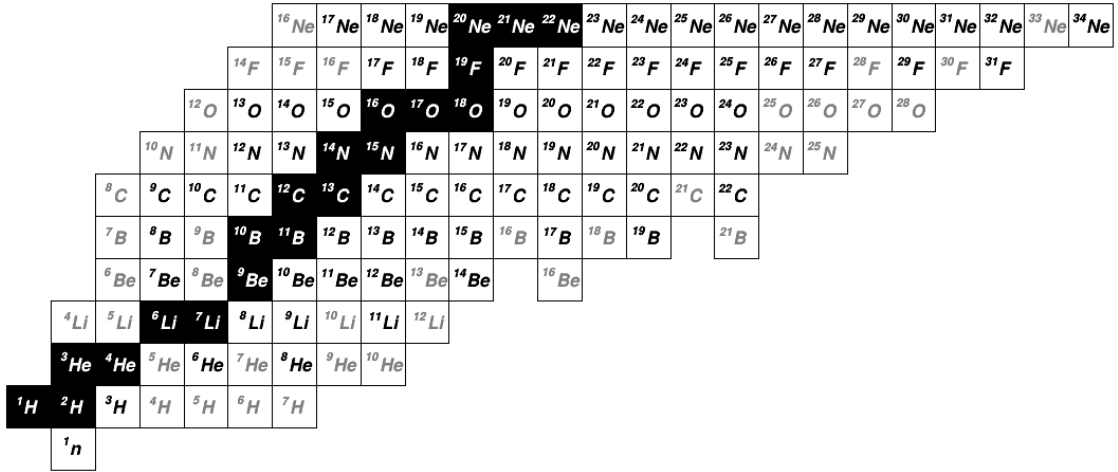 ¹⁶Ne ¹⁷Ne ¹⁸Ne ¹⁹Ne ²⁰Ne ²¹Ne ²²Ne ²³Ne ²⁴Ne ²⁵Ne ²⁶Ne ²⁷Ne ²⁸Ne ²⁹Ne ³⁰Ne ³¹Ne ³²Ne ³³Ne ³⁴Ne
¹⁴F ¹⁵F ¹⁶F ¹⁷F ¹⁸F ¹⁹F ²⁰F ²¹F ²²F ²³F ²⁴F ²⁵F ²⁶F ²⁷F ²⁸F ²⁹F ³⁰F ³¹F
¹²O ¹³O ¹⁴O ¹⁵O ¹⁶O ¹⁷O ¹⁸O ¹⁹O ²⁰O ²¹O ²²O ²³O ²⁴O ²⁵O ²⁶O ²⁷O ²⁸O
¹⁰N ¹¹N ¹²N ¹³N ¹⁴N ¹⁵N ¹⁶N ¹⁷N ¹⁸N ¹⁹N ²⁰N ²¹N ²²N ²³N ²⁴N ²⁵N
⁸C ⁹C ¹⁰C ¹¹C ¹²C ¹³C ¹⁴C ¹⁵C ¹⁶C ¹⁷C ¹⁸C ¹⁹C ²⁰C ²¹C ²²C
⁷B ⁸B ⁹B ¹⁰B ¹¹B ¹²B ¹³B ¹⁴B ¹⁵B ¹⁶B ¹⁷B ¹⁸B ¹⁹B ²¹B
⁶Be ⁷Be ⁸Be ⁹Be ¹⁰Be ¹¹Be ¹²Be ¹³Be ¹⁴Be ¹⁶Be
⁴Li ⁵Li ⁶Li ⁷Li ⁸Li ⁹Li ¹⁰Li ¹¹Li ¹²Li
³He ⁴He ⁵He ⁶He ⁷He ⁸He ⁹He ¹⁰He
¹H ²H ³H ⁴H ⁵H ⁶H ⁷H
¹n